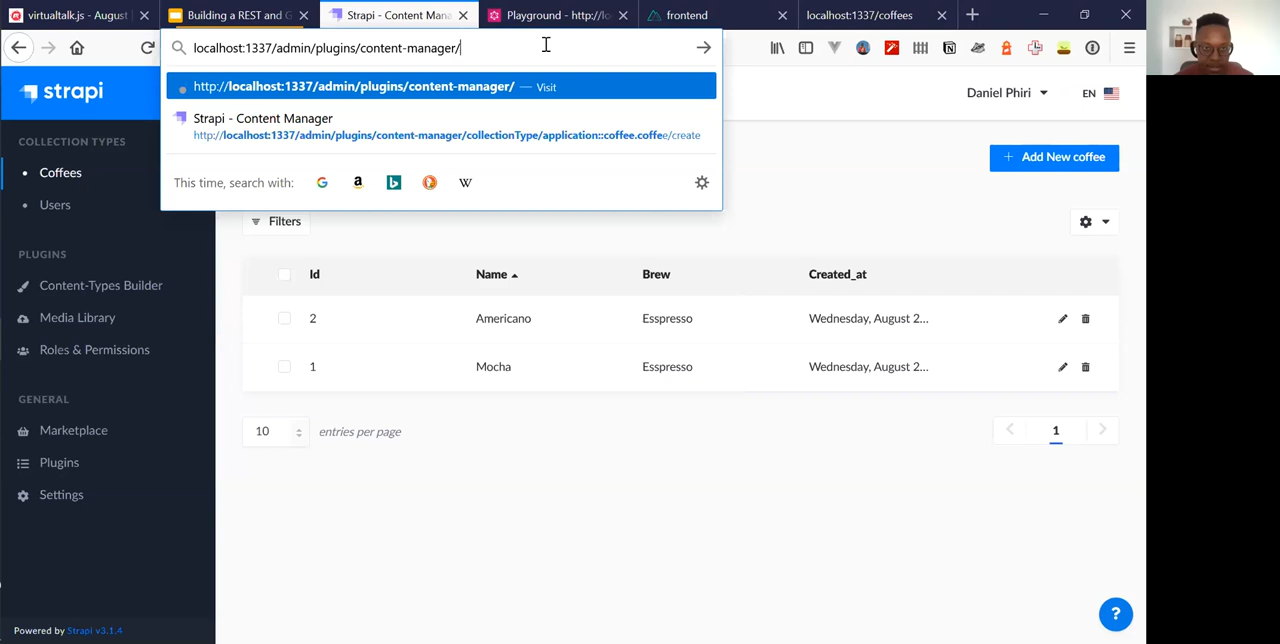 virtualtalk.js - August
Building a REST and G
Strapi - Content Mana
Playground - http://lo
frontend
localhost:1337/coffees
localhost:1337/admin/plugins/content-manager/
http://localhost:1337/admin/plugins/content-manager/ — Visit
Strapi - Content Manager
http://localhost:1337/admin/plugins/content-manager/collectionType/application::coffee.coffee/create
This time, search with:
strapi
Daniel Phiri
EN
COLLECTION TYPES
Coffees
Users
PLUGINS
Content-Types Builder
Media Library
Roles & Permissions
GENERAL
Marketplace
Plugins
Settings
Powered by Strapi v3.1.4
+ Add New coffee
Filters
Id Name Brew Created_at
2 Americano Esspresso Wednesday, August 2...
1 Mocha Esspresso Wednesday, August 2...
10 entries per page
1
?